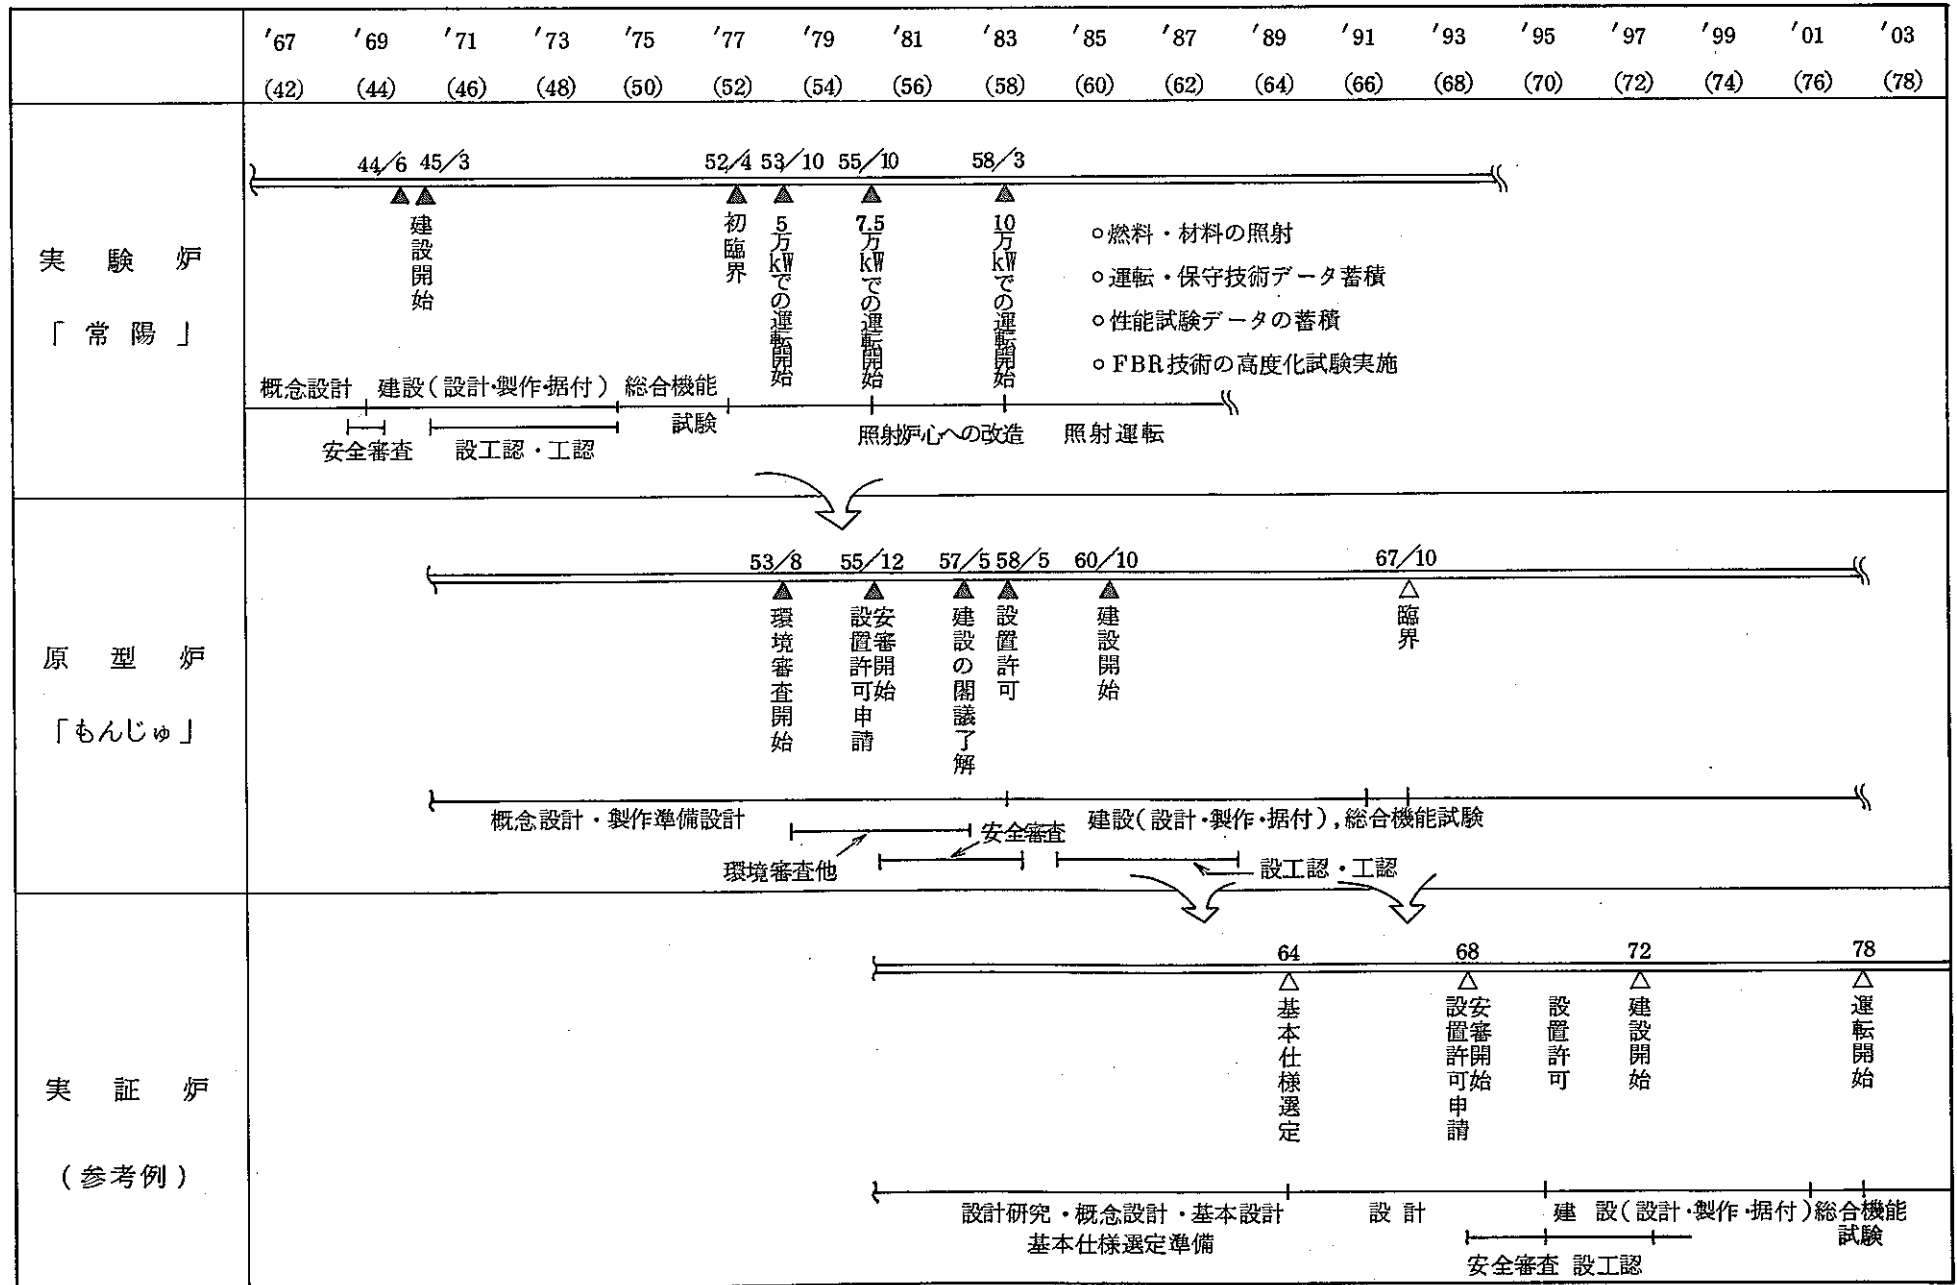 '67 '69 '71 '73 '75 '77 '79 '81 '83 '85 '87 '89 '91 '93 '95 '97 '99 '01 '03
(42) (44) (46) (48) (50) (52) (54) (56) (58) (60) (62) (64) (66) (68) (70) (72) (74) (76) (78)
実験炉
「常陽」
44/6 45/3 52/4 53/10 55/10 58/3
建設開始
初臨界
5万kWでの運転開始
7.5万kWでの運転開始
10万kWでの運転開始
○燃料・材料の照射
○運転・保守技術データ蓄積
○性能試験データの蓄積
○FBR技術の高度化試験実施
概念設計 建設(設計・製作・据付) 総合機能
試験
安全審査 設工認・工認
照射炉心への改造 照射運転
原型炉
「もんじゅ」
53/8 55/12 57/5 58/5 60/10 67/10
環境審査開始
安審開始
設置許可申請
建設の閣議了解
設置許可
建設開始
臨界
概念設計・製作準備設計
建設(設計・製作・据付),総合機能試験
安全審査
環境審査他
設工認・工認
実証炉
(参考例)
64 68 72 78
基本仕様選定
安審開始
設置許可申請
設置許可
建設開始
運転開始
設計研究・概念設計・基本設計 設計 建設(設計・製作・据付)総合機能
基本仕様選定準備
試験
安全審査 設工認